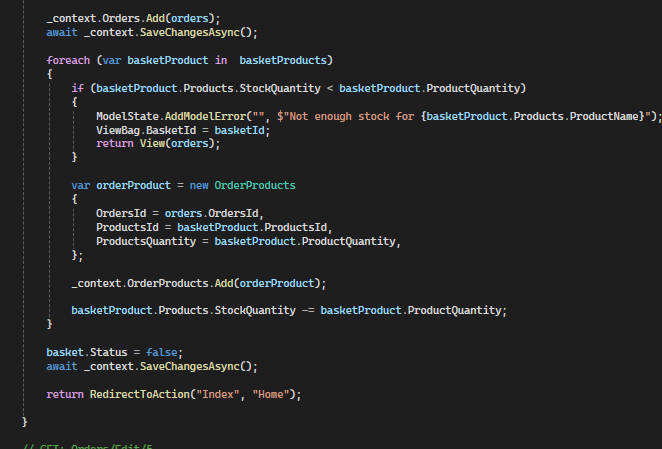 _context.Orders.Add(orders);
await _context.SaveChangesAsync();
foreach (var basketProduct in  basketProducts)
{
if (basketProduct.Products.StockQuantity < basketProduct.ProductQuantity)
{
ModelState.AddModelError("", $"Not enough stock for {basketProduct.Products.ProductName}");
ViewBag.BasketId = basketId;
return View(orders);
}
var orderProduct = new OrderProducts
{
OrdersId = orders.OrdersId,
ProductsId = basketProduct.ProductsId,
ProductsQuantity = basketProduct.ProductQuantity,
};
_context.OrderProducts.Add(orderProduct);
basketProduct.Products.StockQuantity -= basketProduct.ProductQuantity;
}
basket.Status = false;
await _context.SaveChangesAsync();
return RedirectToAction("Index", "Home");
}
// GET: Orders/Edit/5